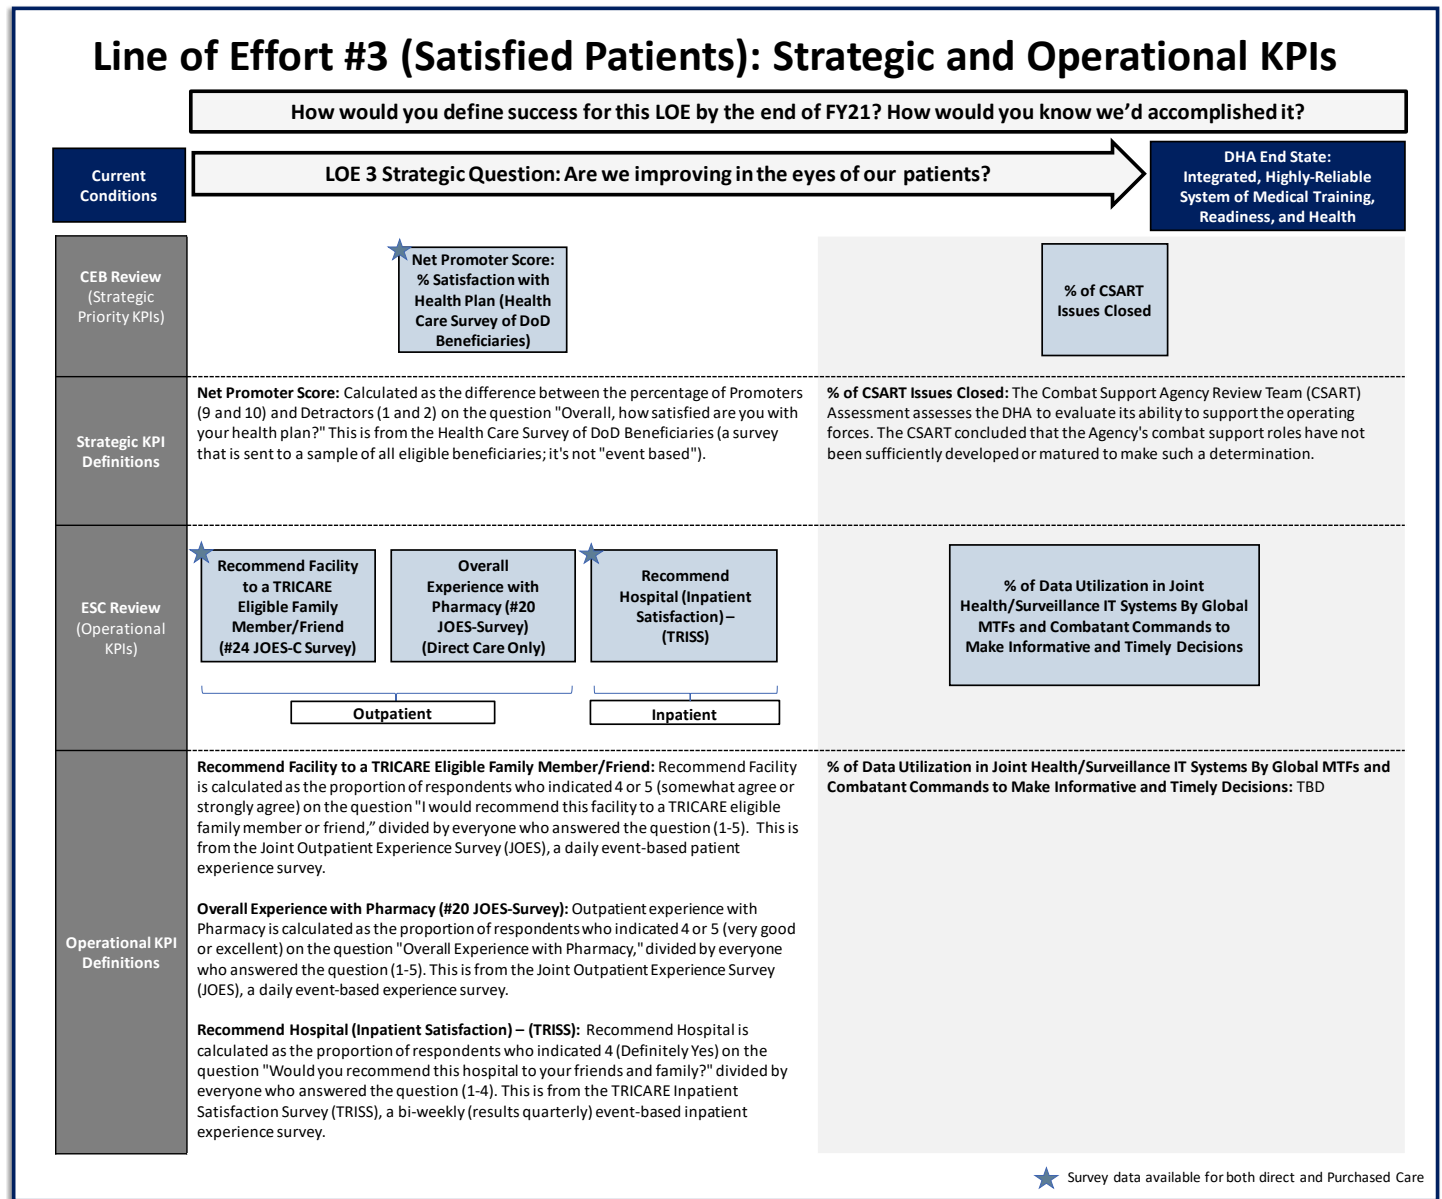 Line of Effort #3 (Satisfied Patients): Strategic and Operational KPIs
How would you define success for this LOE by the end of FY21? How would you know we'd accomplished it?
Current
Conditions
LOE 3 Strategic Question: Are we improving in the eyes of our patients?
DHA End State:
Integrated, Highly-Reliable
System of Medical Training,
Readiness, and Health
CEB Review
(Strategic
Priority KPIs)
Net Promoter Score:
% Satisfaction with
Health Plan (Health
Care Survey of DoD
Beneficiaries)
% of CSART
Issues Closed
Strategic KPI
Definitions
Net Promoter Score: Calculated as the difference between the percentage of Promoters
(9 and 10) and Detractors (1 and 2) on the question "Overall, how satisfied are you with
your health plan?" This is from the Health Care Survey of DoD Beneficiaries (a survey
that is sent to a sample of all eligible beneficiaries; it's not "event based").
% of CSART Issues Closed: The Combat Support Agency Review Team (CSART)
Assessment assesses the DHA to evaluate its ability to support the operating
forces. The CSART concluded that the Agency's combat support roles have not
been sufficiently developed or matured to make such a determination.
ESC Review
(Operational
KPIs)
Recommend Facility
to a TRICARE
Eligible Family
Member/Friend
(#24 JOES-C Survey)
Overall
Experience with
Pharmacy (#20
JOES-Survey)
(Direct Care Only)
Recommend
Hospital (Inpatient
Satisfaction) –
(TRISS)
% of Data Utilization in Joint
Health/Surveillance IT Systems By Global
MTFs and Combatant Commands to
Make Informative and Timely Decisions
Outpatient
Inpatient
Operational KPI
Definitions
Recommend Facility to a TRICARE Eligible Family Member/Friend: Recommend Facility
is calculated as the proportion of respondents who indicated 4 or 5 (somewhat agree or
strongly agree) on the question "I would recommend this facility to a TRICARE eligible
family member or friend,” divided by everyone who answered the question (1-5). This is
from the Joint Outpatient Experience Survey (JOES), a daily event-based patient
experience survey.
Overall Experience with Pharmacy (#20 JOES-Survey): Outpatient experience with
Pharmacy is calculated as the proportion of respondents who indicated 4 or 5 (very good
or excellent) on the question "Overall Experience with Pharmacy," divided by everyone
who answered the question (1-5). This is from the Joint Outpatient Experience Survey
(JOES), a daily event-based experience survey.
Recommend Hospital (Inpatient Satisfaction) – (TRISS): Recommend Hospital is
calculated as the proportion of respondents who indicated 4 (Definitely Yes) on the
question "Would you recommend this hospital to your friends and family?" divided by
everyone who answered the question (1-4). This is from the TRICARE Inpatient
Satisfaction Survey (TRISS), a bi-weekly (results quarterly) event-based inpatient
experience survey.
% of Data Utilization in Joint Health/Surveillance IT Systems By Global MTFs and
Combatant Commands to Make Informative and Timely Decisions: TBD
Survey data available for both direct and Purchased Care